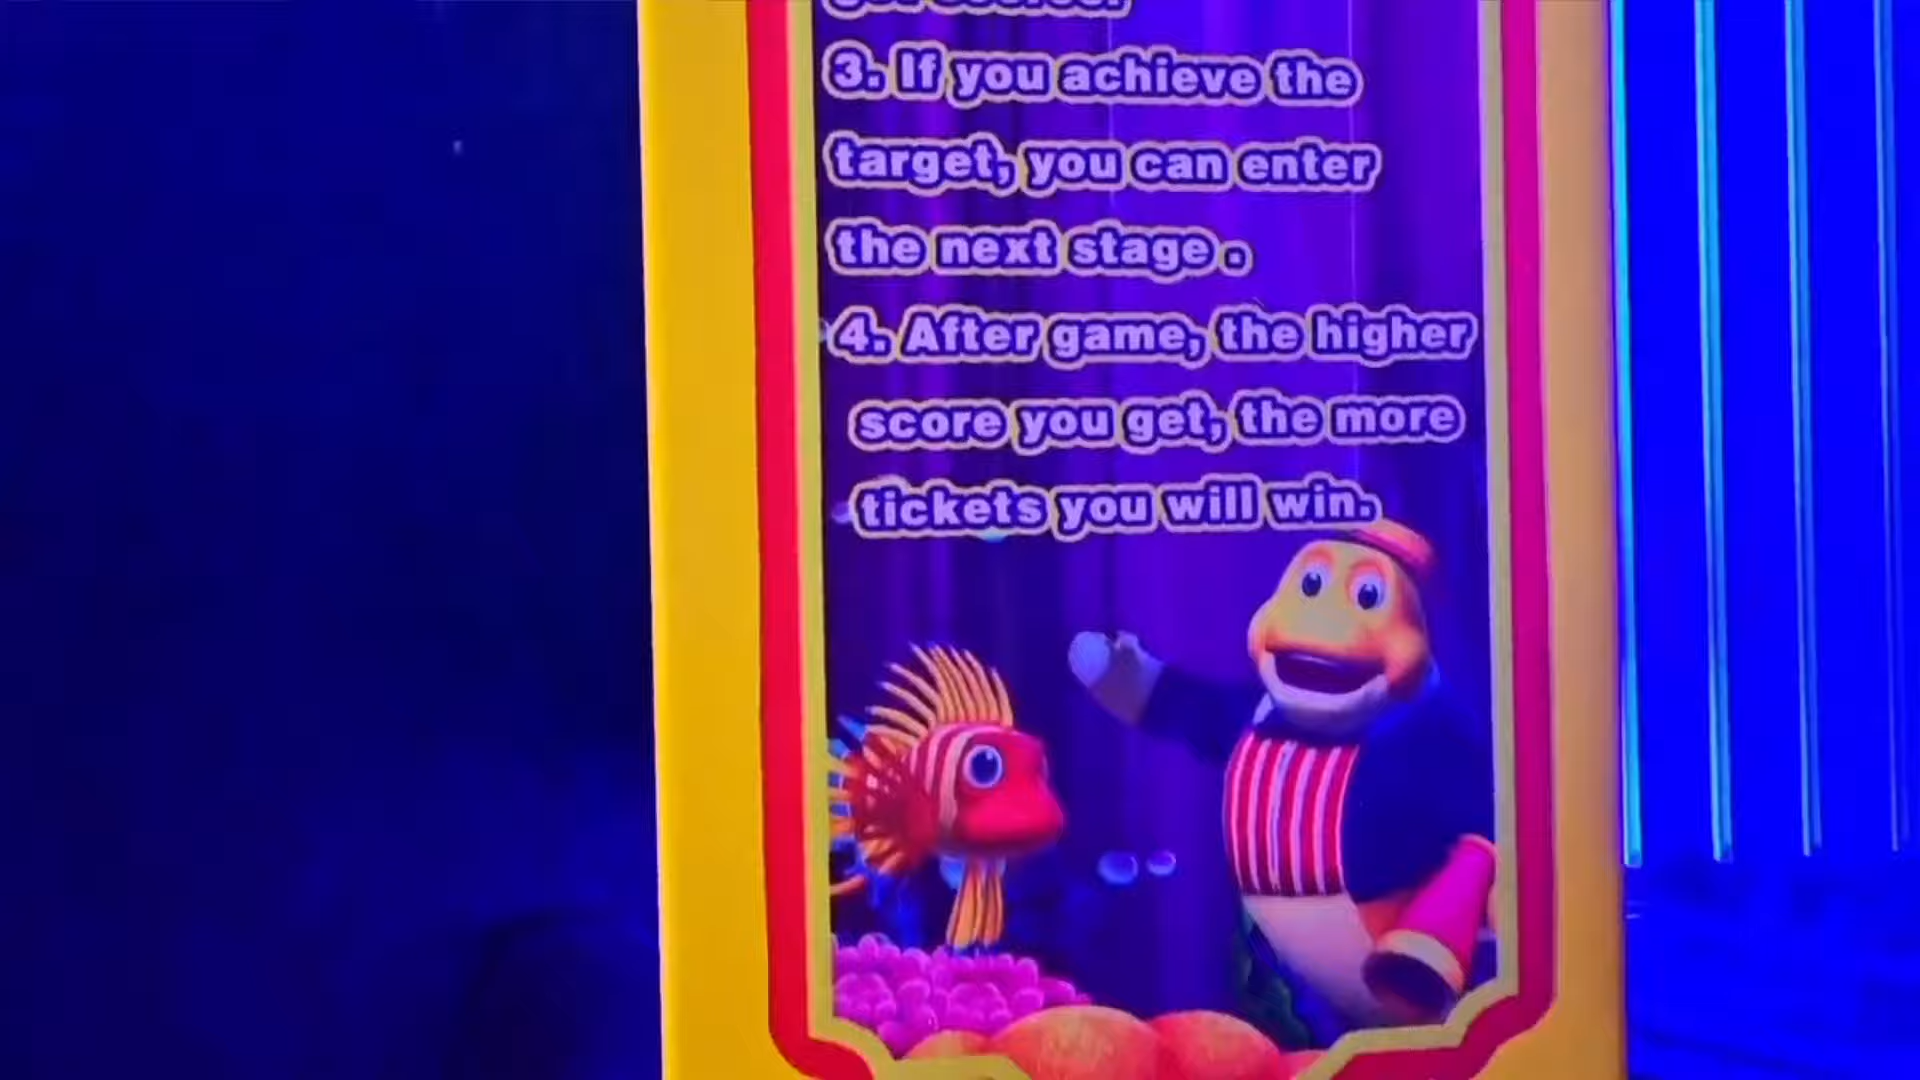 3. If you achieve the
target, you can enter
the next stage .
4. After game, the higher
score you get, the more
tickets you will win.